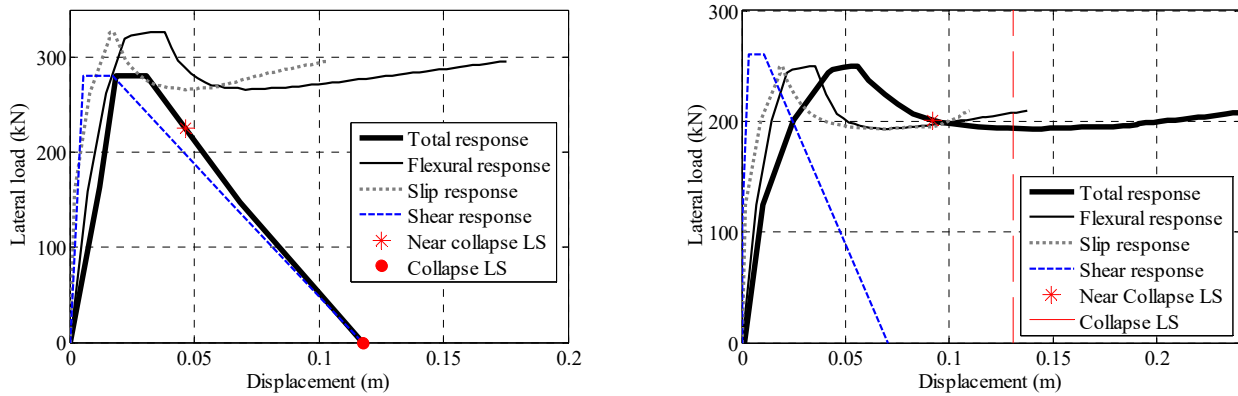 Lateral load (kN)
300
200
100
0
0
0.05
0.1
0.15
0.2
Displacement (m)
Total response
Flexural response
Slip response
Shear response
Near collapse LS
Collapse LS
Lateral load (kN)
300
200
100
0
0
0.05
0.1
0.15
0.2
Displacement (m)
Total response
Flexural response
Slip response
Shear response
Near Collapse LS
Collapse LS